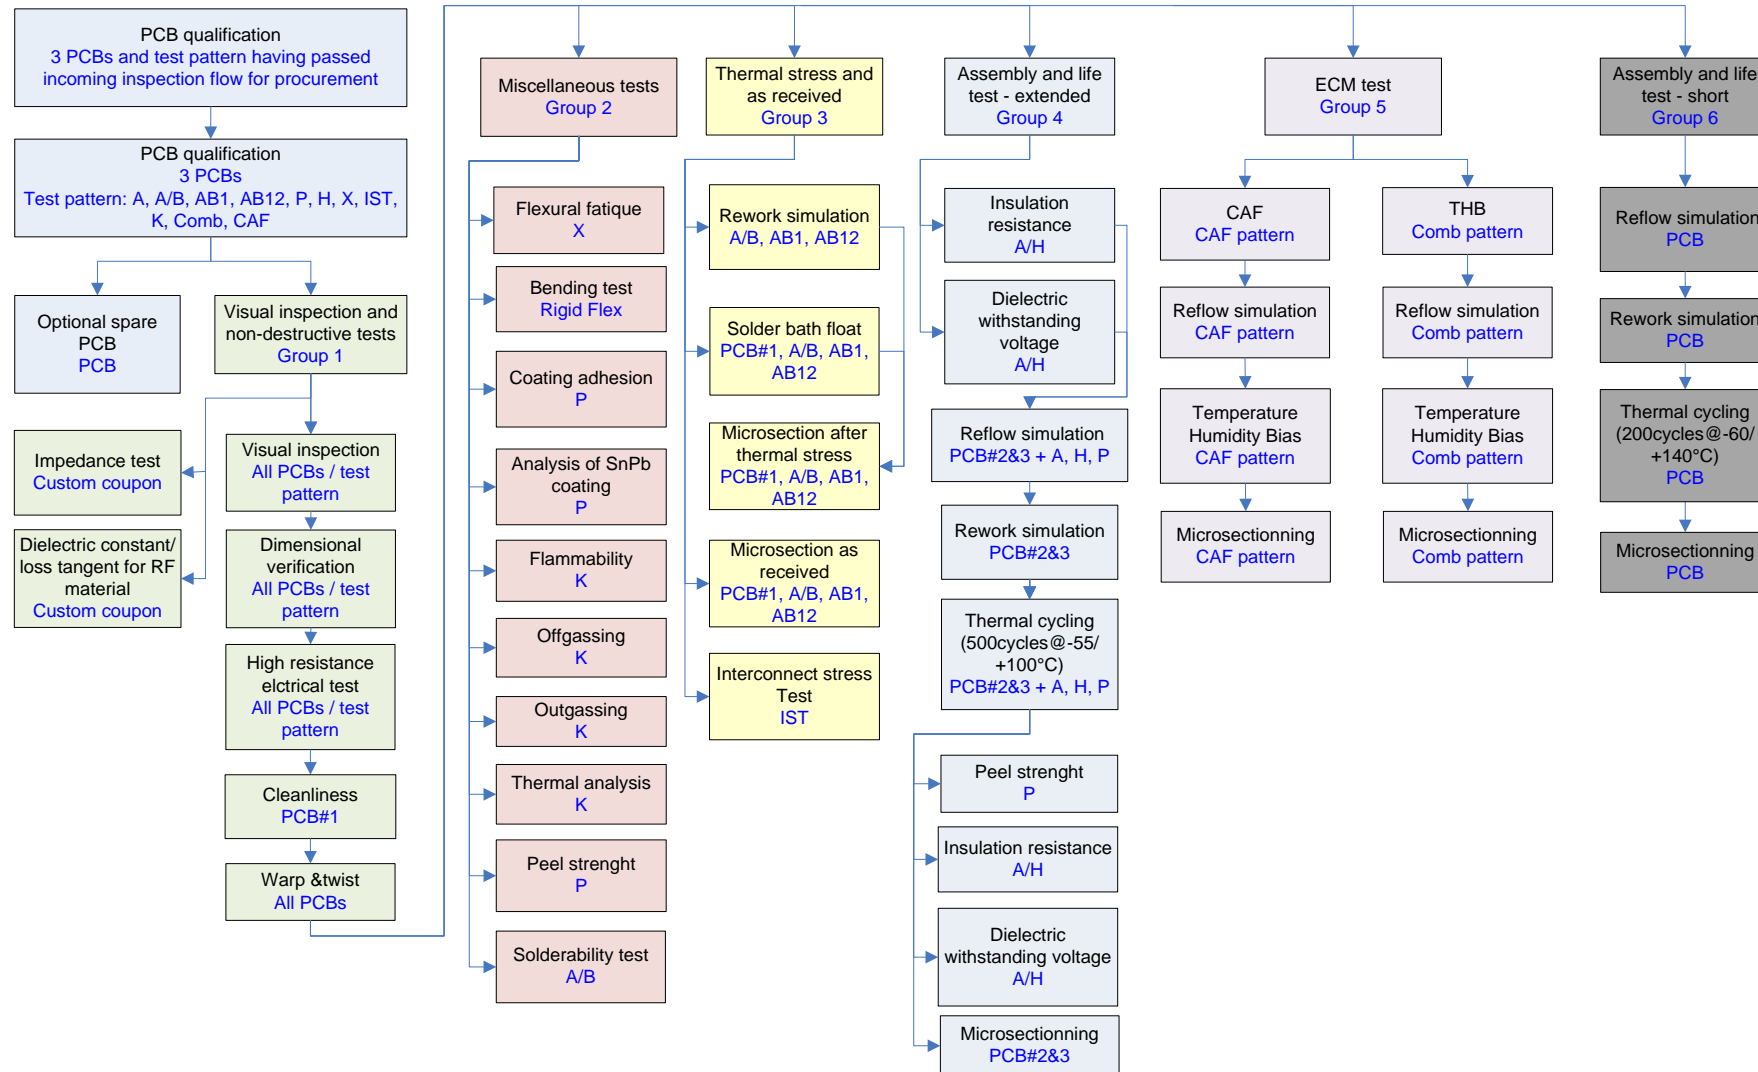 PCB qualification
3 PCBs and test pattern having passed
incoming inspection flow for procurement
PCB qualification
3 PCBs
Test pattern: A, A/B, AB1, AB12, P, H, X, IST,
K, Comb, CAF
Optional spare
PCB
PCB
Visual inspection and
non-destructive tests
Group 1
Impedance test
Custom coupon
Dielectric constant/
loss tangent for RF
material
Custom coupon
Visual inspection
All PCBs / test
pattern
Dimensional
verification
All PCBs / test
pattern
High resistance
elctrical test
All PCBs / test
pattern
Cleanliness
PCB#1
Warp &twist
All PCBs
Miscellaneous tests
Group 2
Flexural fatique
X
Bending test
Rigid Flex
Coating adhesion
P
Analysis of SnPb
coating
P
Flammability
K
Offgassing
K
Outgassing
K
Thermal analysis
K
Peel strenght
P
Solderability test
A/B
Thermal stress and
as received
Group 3
Rework simulation
A/B, AB1, AB12
Solder bath float
PCB#1, A/B, AB1,
AB12
Microsection after
thermal stress
PCB#1, A/B, AB1,
AB12
Microsection as
received
PCB#1, A/B, AB1,
AB12
Interconnect stress
Test
IST
Assembly and life
test - extended
Group 4
Insulation
resistance
A/H
Dielectric
withstanding
voltage
A/H
Reflow simulation
PCB#2&3 + A, H, P
Rework simulation
PCB#2&3
Thermal cycling
(500cycles@-55/
+100°C)
PCB#2&3 + A, H, P
Peel strenght
P
Insulation resistance
A/H
Dielectric
withstanding voltage
A/H
Microsectionning
PCB#2&3
ECM test
Group 5
CAF
CAF pattern
Reflow simulation
CAF pattern
Temperature
Humidity Bias
CAF pattern
Microsectionning
CAF pattern
THB
Comb pattern
Reflow simulation
Comb pattern
Temperature
Humidity Bias
Comb pattern
Microsectionning
Comb pattern
Assembly and life
test - short
Group 6
Reflow simulation
PCB
Rework simulation
PCB
Thermal cycling
(200cycles@-60/
+140°C)
PCB
Microsectionning
PCB